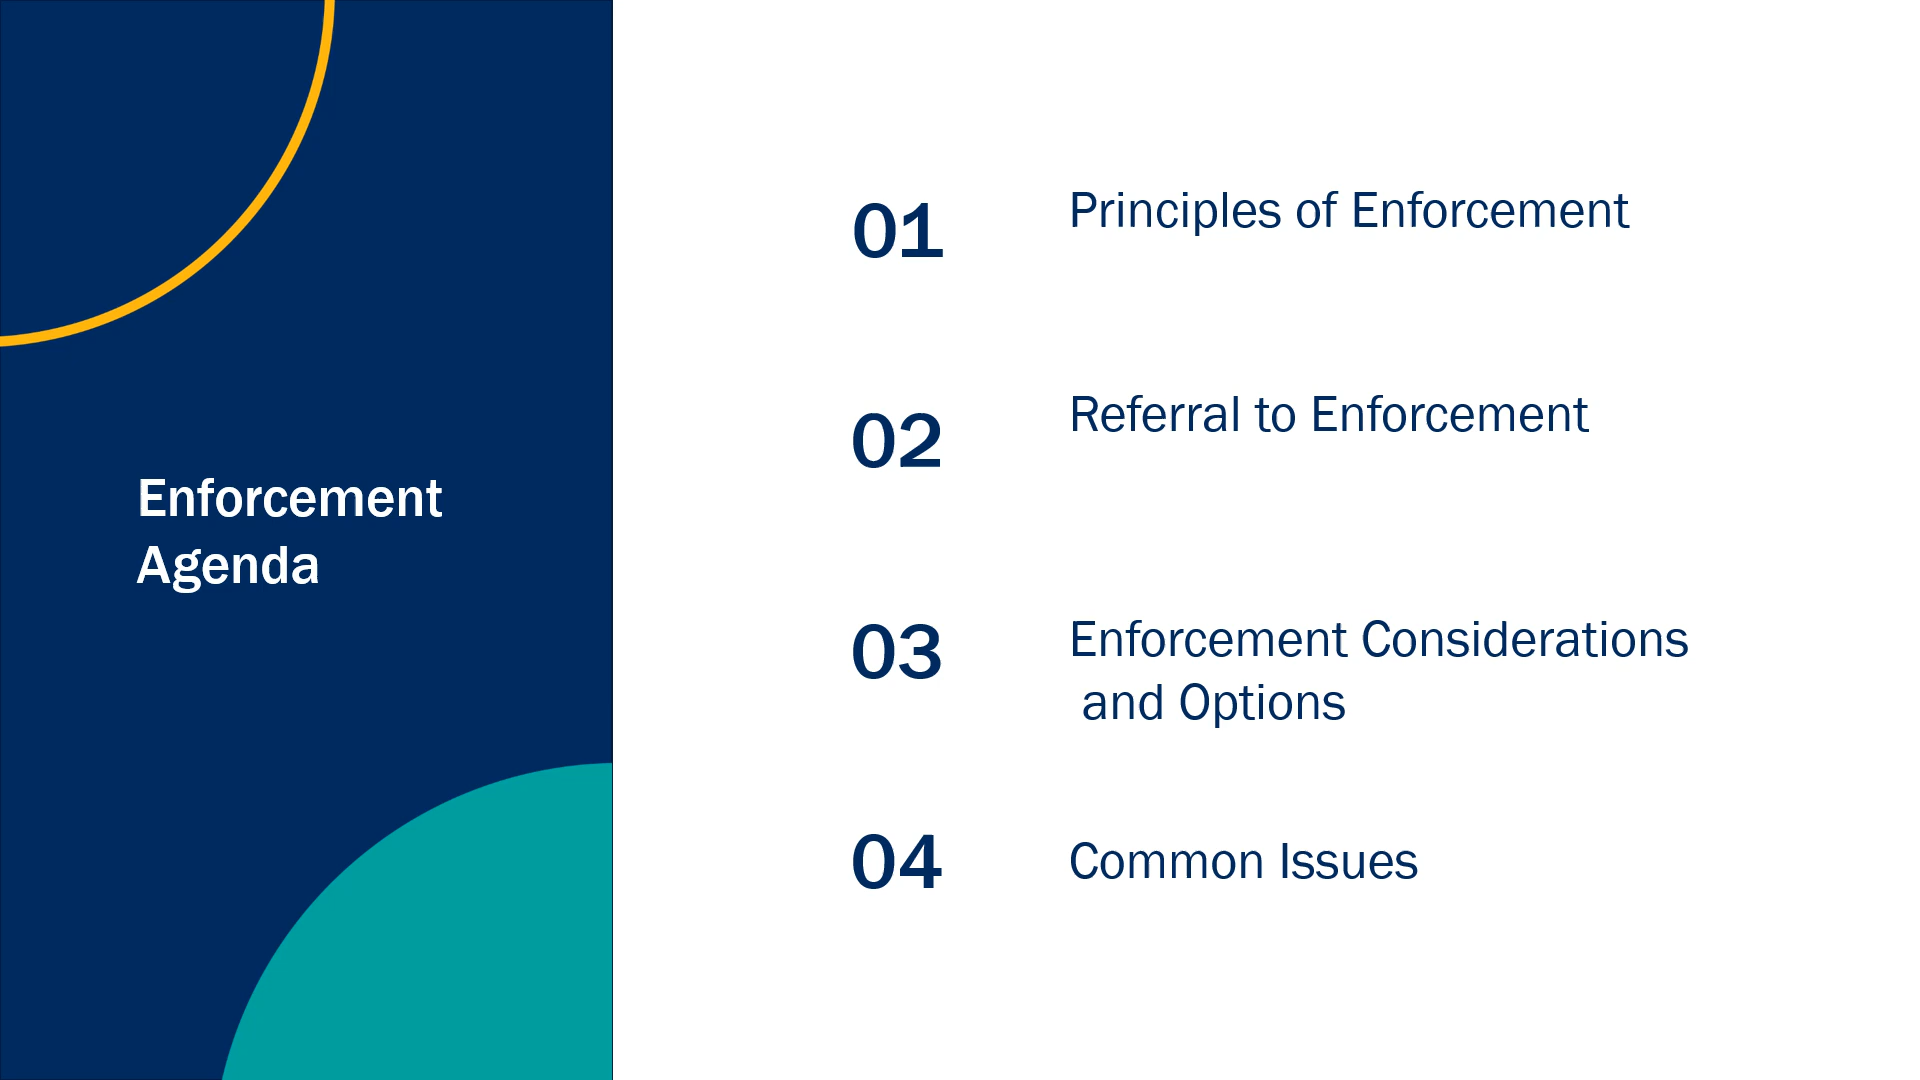 Enforcement
Agenda
01
Principles of Enforcement
02
Referral to Enforcement
03
Enforcement Considerations
and Options
04
Common Issues